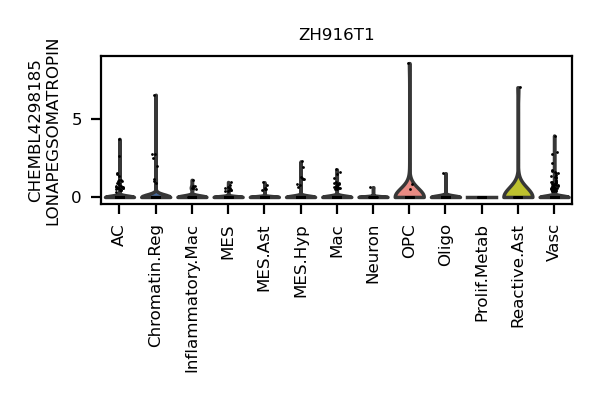 ZH916T1
CHEMBL4298185
LONAPEGSOMATROPIN
5
0
AC
Chromatin.Reg
Inflammatory.Mac
MES
MES.Ast
MES.Hyp
Mac
Neuron
OPC
Oligo
Prolif.Metab
Reactive.Ast
Vasc